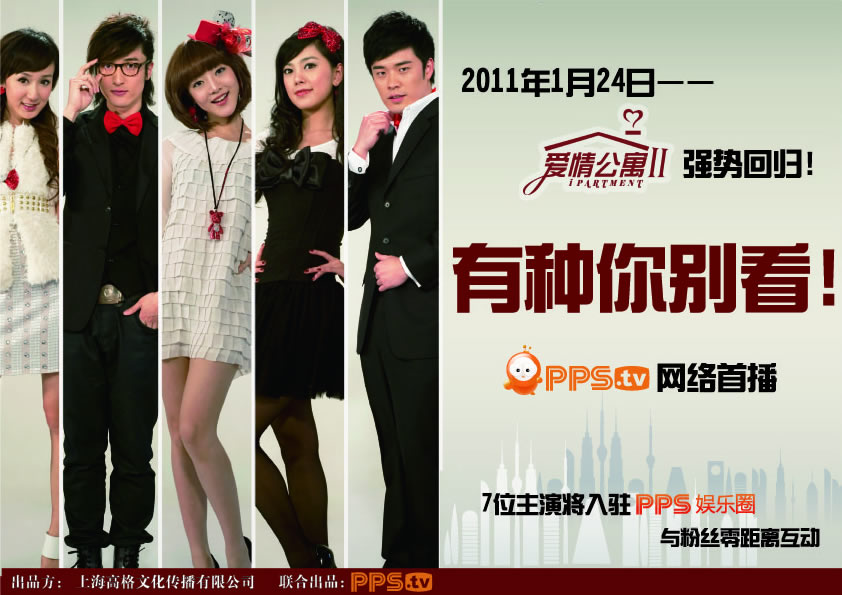 2011年1月24日——
爱情公寓II
IPARTMENT
强势回归！
有种你别看！
PPS.tv 网络首播
7位主演将入驻 PPS 娱乐圈
与粉丝零距离互动
出品方： 上海高格文化传播有限公司 联合出品： PPS.tv